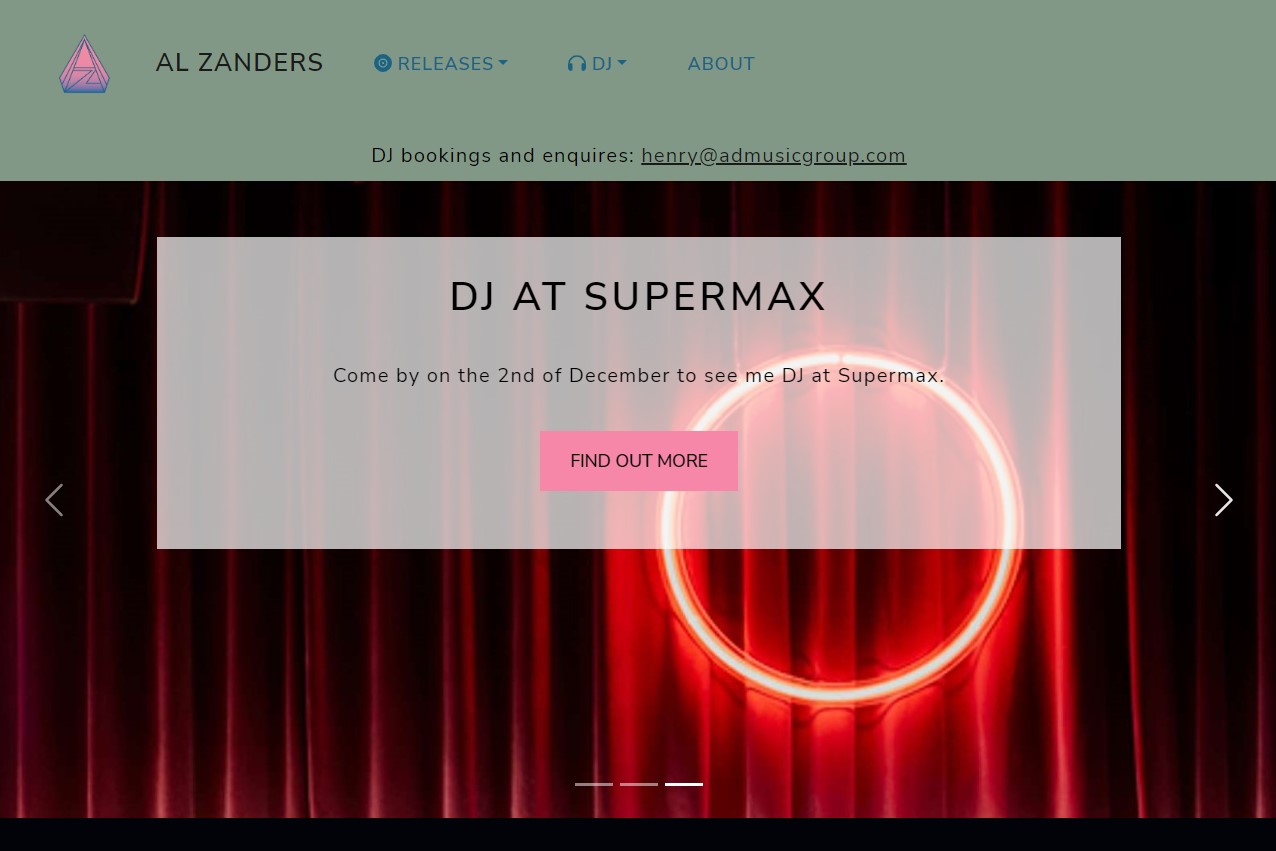 AL ZANDERS
RELEASES
DJ
ABOUT
DJ bookings and enquires: henry@admusicgroup.com
DJ AT SUPERMAX
Come by on the 2nd of December to see me DJ at Supermax.
FIND OUT MORE